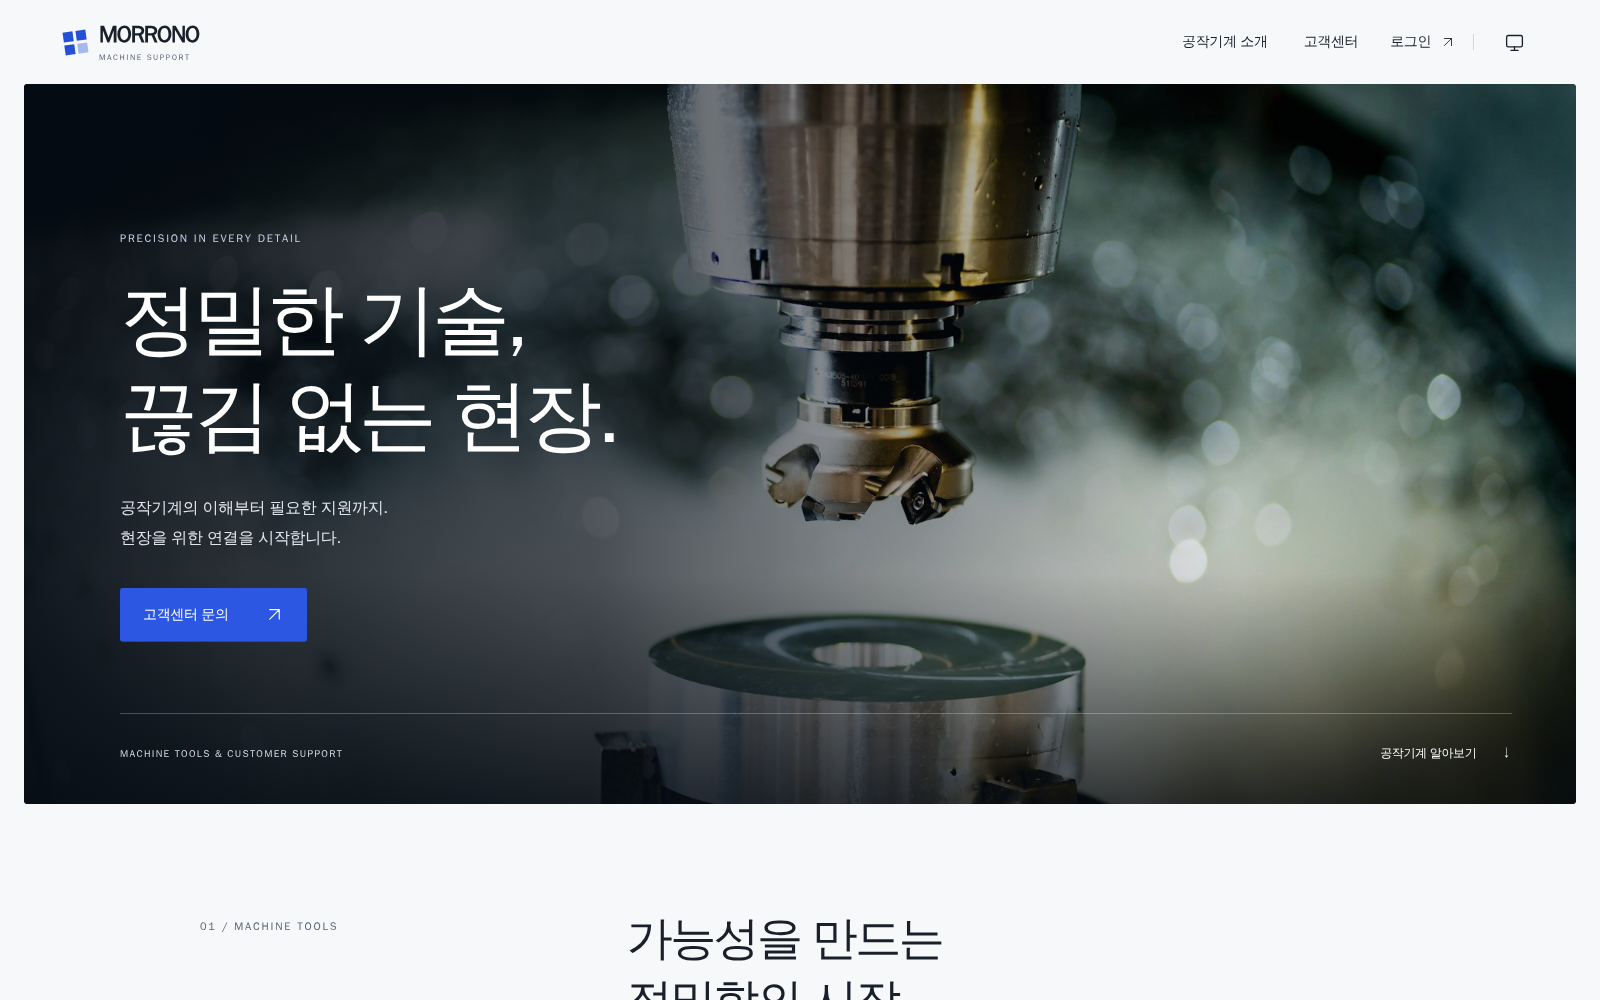 MORRONO
MACHINE SUPPORT
공작기계 소개
고객센터
로그인
PRECISION IN EVERY DETAIL
정밀한 기술,
끊김 없는 현장.
공작기계의 이해부터 필요한 지원까지.
현장을 위한 연결을 시작합니다.
고객센터 문의
MACHINE TOOLS & CUSTOMER SUPPORT
공작기계 알아보기
01 / MACHINE TOOLS
가능성을 만드는